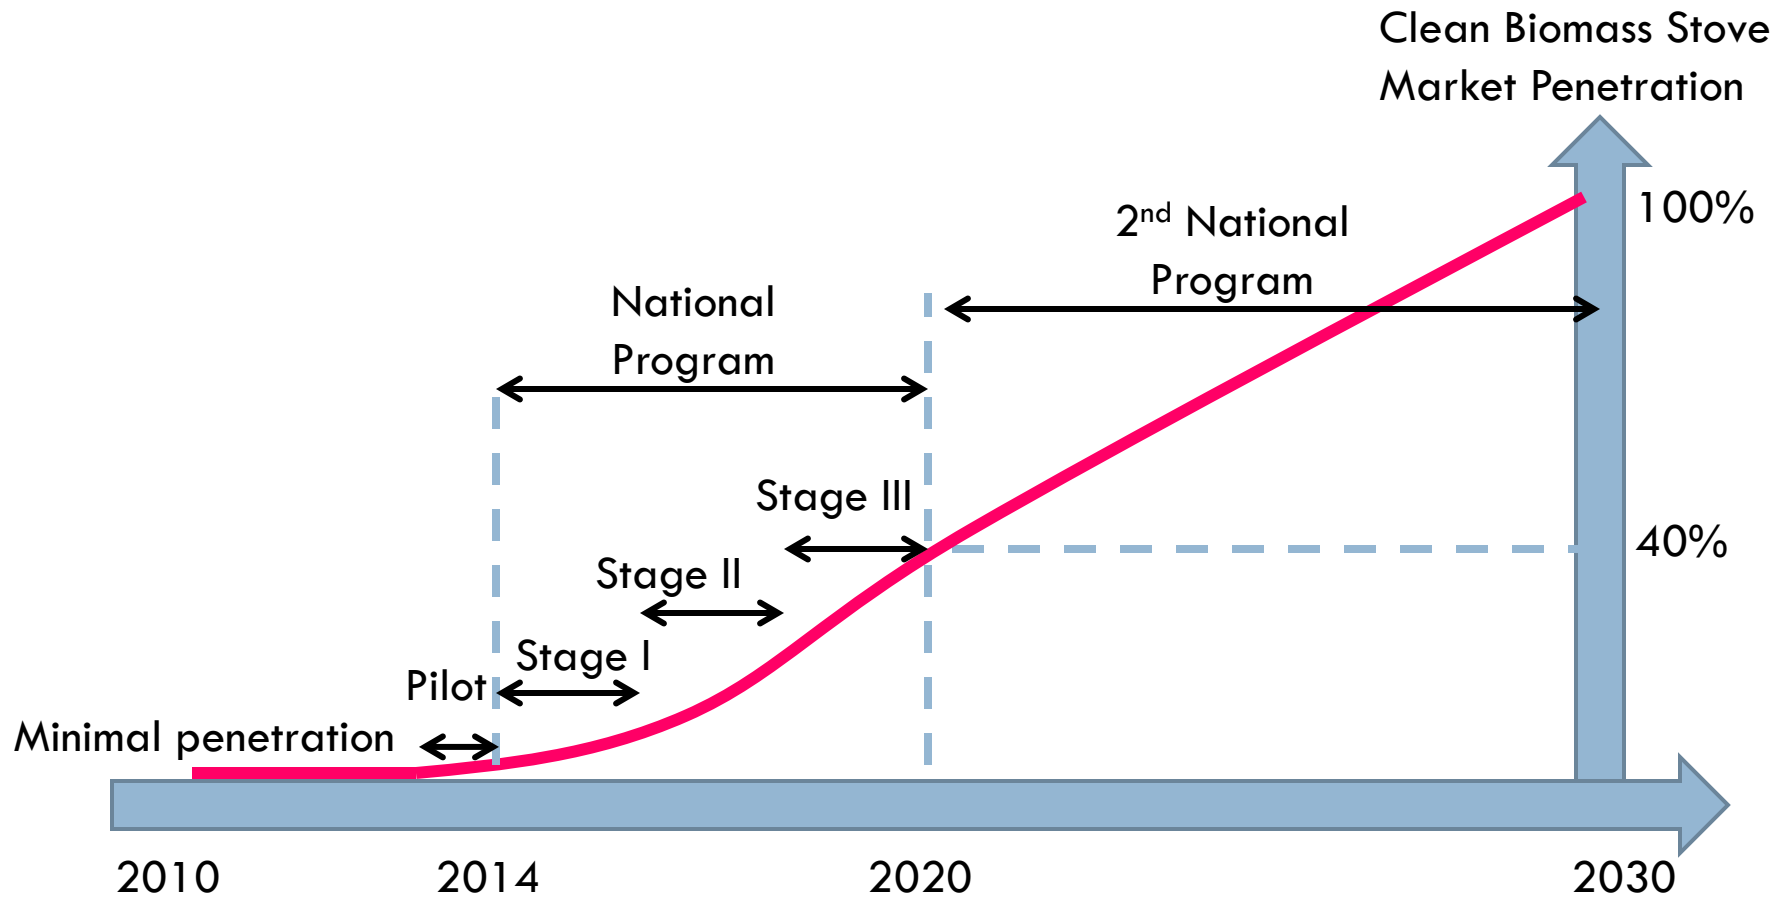 Clean Biomass Stove
Market Penetration
100%
2nd National
Program
National
Program
Stage III
40%
Stage II
Stage I
Pilot
Minimal penetration
2010
2014
2020
2030